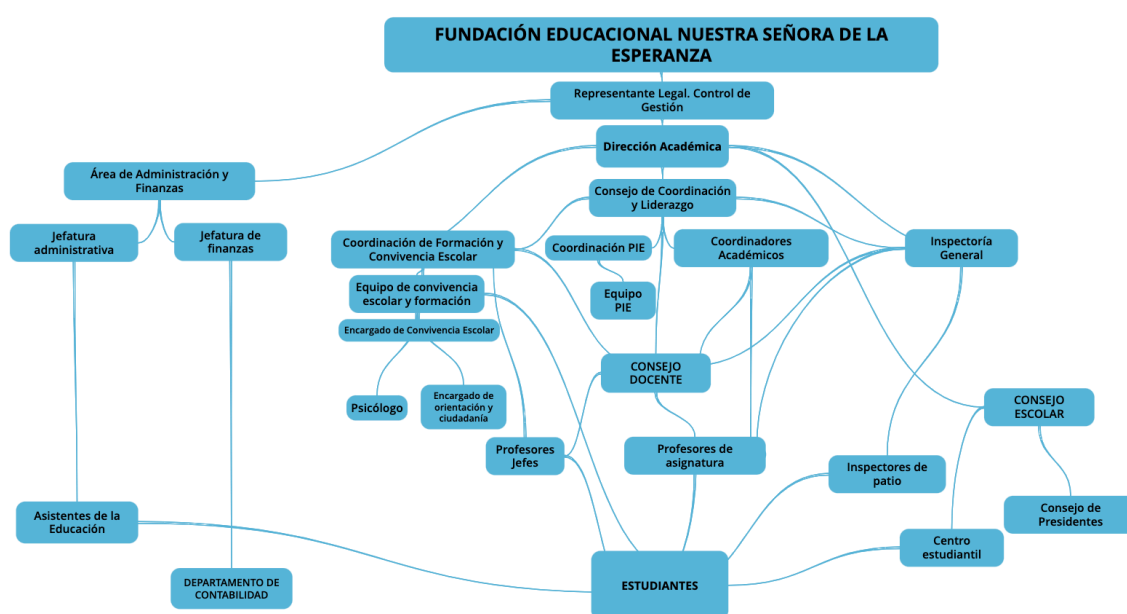 FUNDACIÓN EDUCACIONAL NUESTRA SEÑORA DE LA
ESPERANZA
Representante Legal. Control de
Gestión
Dirección Académica
Área de Administración y
Finanzas
Consejo de Coordinación
y Liderazgo
Jefatura
administrativa
Jefatura de
finanzas
Coordinación de Formación y
Convivencia Escolar
Coordinación PIE
Coordinadores
Académicos
Inspectoría
General
Equipo de convivencia
escolar y formación
Equipo
PIE
Encargado de Convivencia Escolar
CONSEJO
DOCENTE
Psicólogo
Encargado de
orientación y
ciudadanía
CONSEJO
ESCOLAR
Profesores
Jefes
Profesores de
asignatura
Inspectores de
patio
Asistentes de la
Educación
Consejo de
Presidentes
Centro
estudiantil
DEPARTAMENTO DE
CONTABILIDAD
ESTUDIANTES